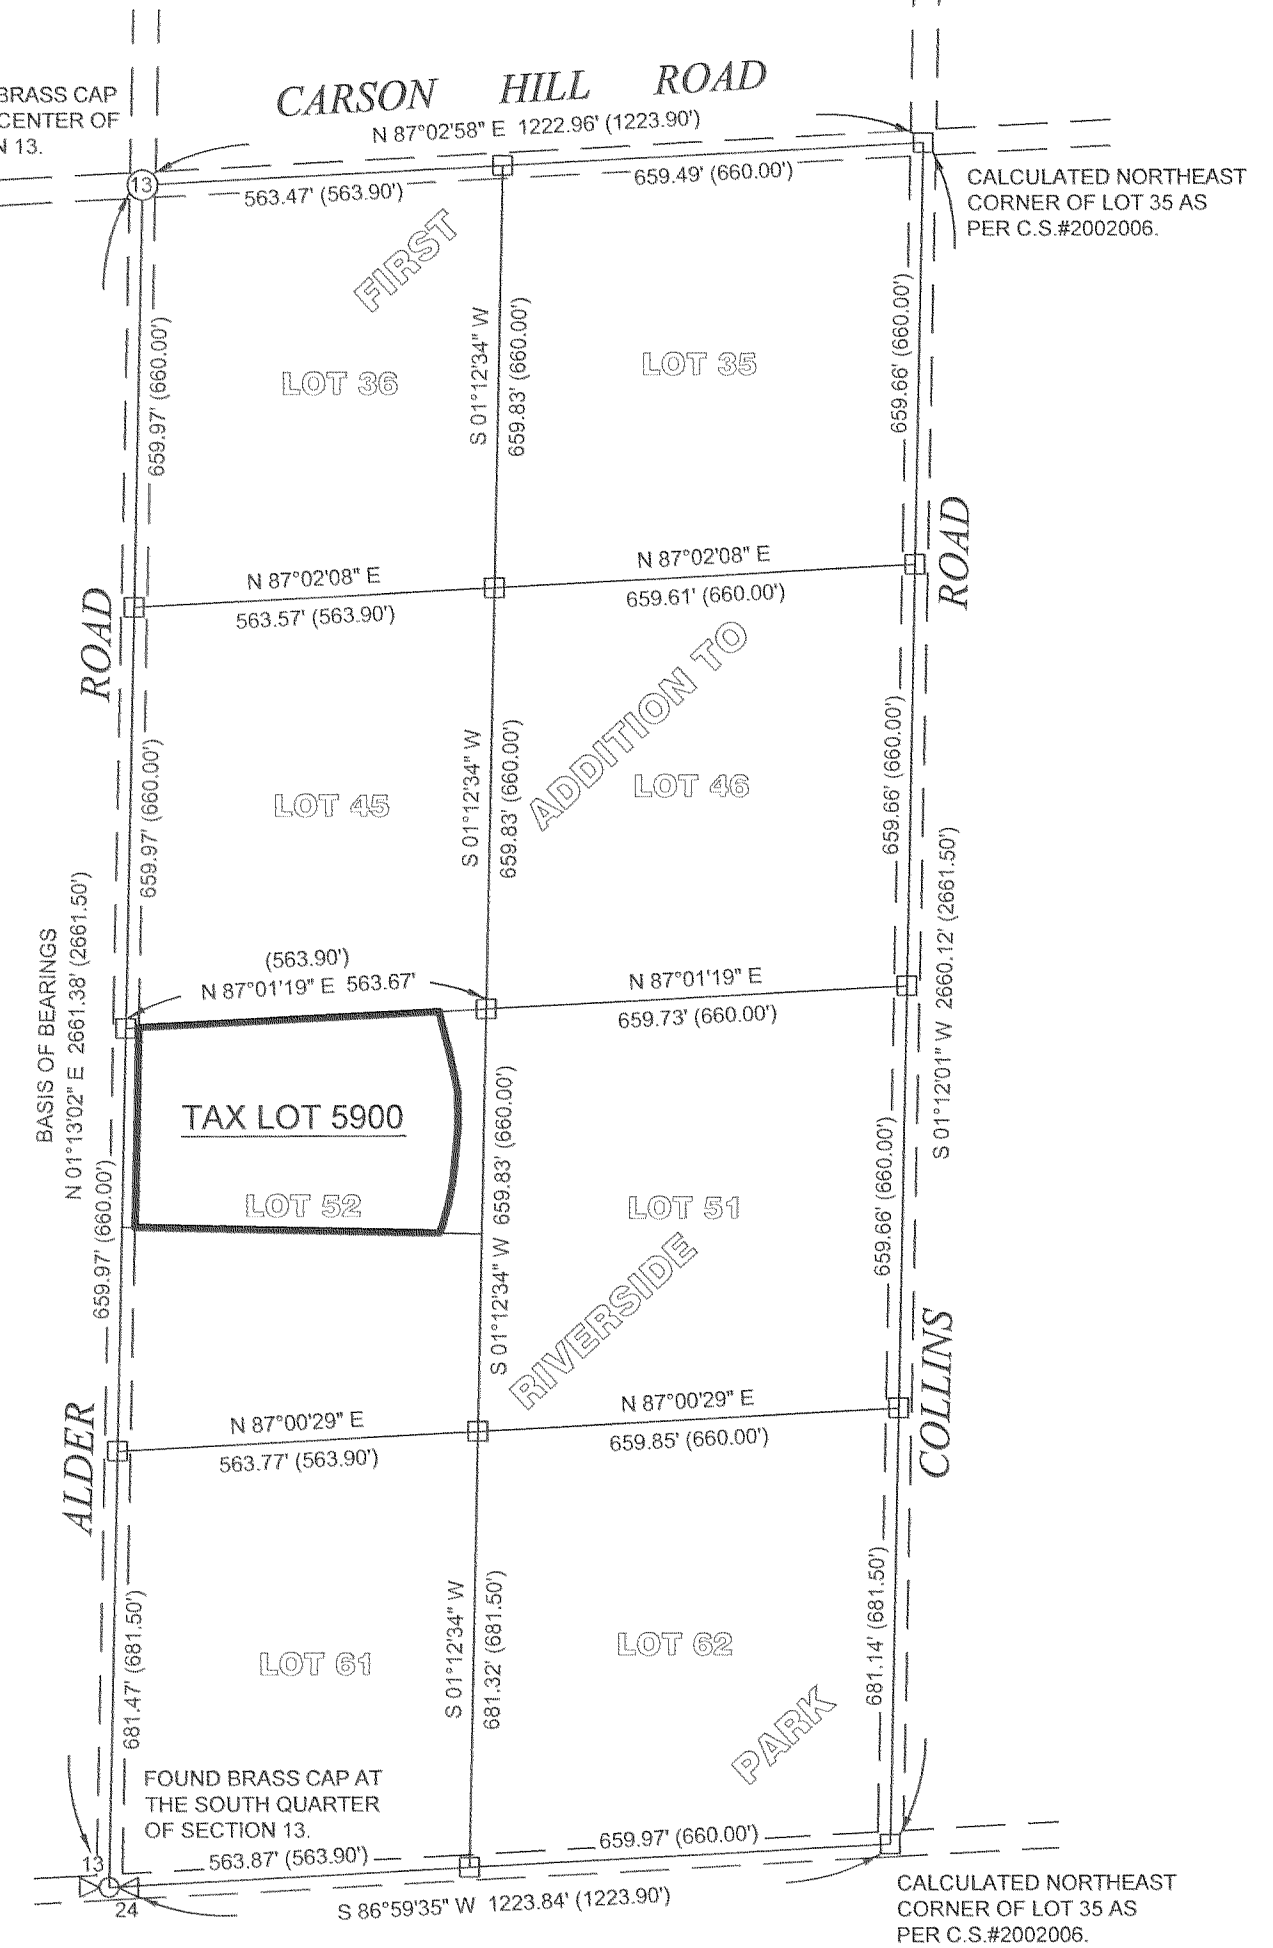 CARSON HILL ROAD
N 87°02'58" E 1222.96' (1223.90')
BRASS CAP
CENTER OF
N 13.
13
563.47' (563.90')
659.49' (660.00')
CALCULATED NORTHEAST
CORNER OF LOT 35 AS
PER C.S.#2002006.
FIRST
LOT 36
LOT 35
659.97' (660.00')
S 01°12'34" W
659.83' (660.00')
659.66' (660.00')
N 87°02'08" E
563.57' (563.90')
N 87°02'08" E
659.61' (660.00')
ROAD
ROAD
ADDITION TO
LOT 45
LOT 46
659.97' (660.00')
S 01°12'34" W
659.83' (660.00')
659.66' (660.00')
BASIS OF BEARINGS
N 01°13'02" E 2661.38' (2661.50')
S 01°12'01" W 2660.12' (2661.50')
(563.90')
N 87°01'19" E 563.67'
N 87°01'19" E
659.73' (660.00')
TAX LOT 5900
LOT 52
LOT 51
659.97' (660.00')
S 01°12'34" W 659.83' (660.00')
659.66' (660.00')
RIVERSIDE
N 87°00'29" E
563.77' (563.90')
N 87°00'29" E
659.85' (660.00')
ALDER
COLLINS
LOT 61
LOT 62
681.47' (681.50')
S 01°12'34" W
681.32' (681.50')
681.14' (681.50')
PARK
FOUND BRASS CAP AT
THE SOUTH QUARTER
OF SECTION 13.
13
24
563.87' (563.90')
659.97' (660.00')
S 86°59'35" W 1223.84' (1223.90')
CALCULATED NORTHEAST
CORNER OF LOT 35 AS
PER C.S.#2002006.